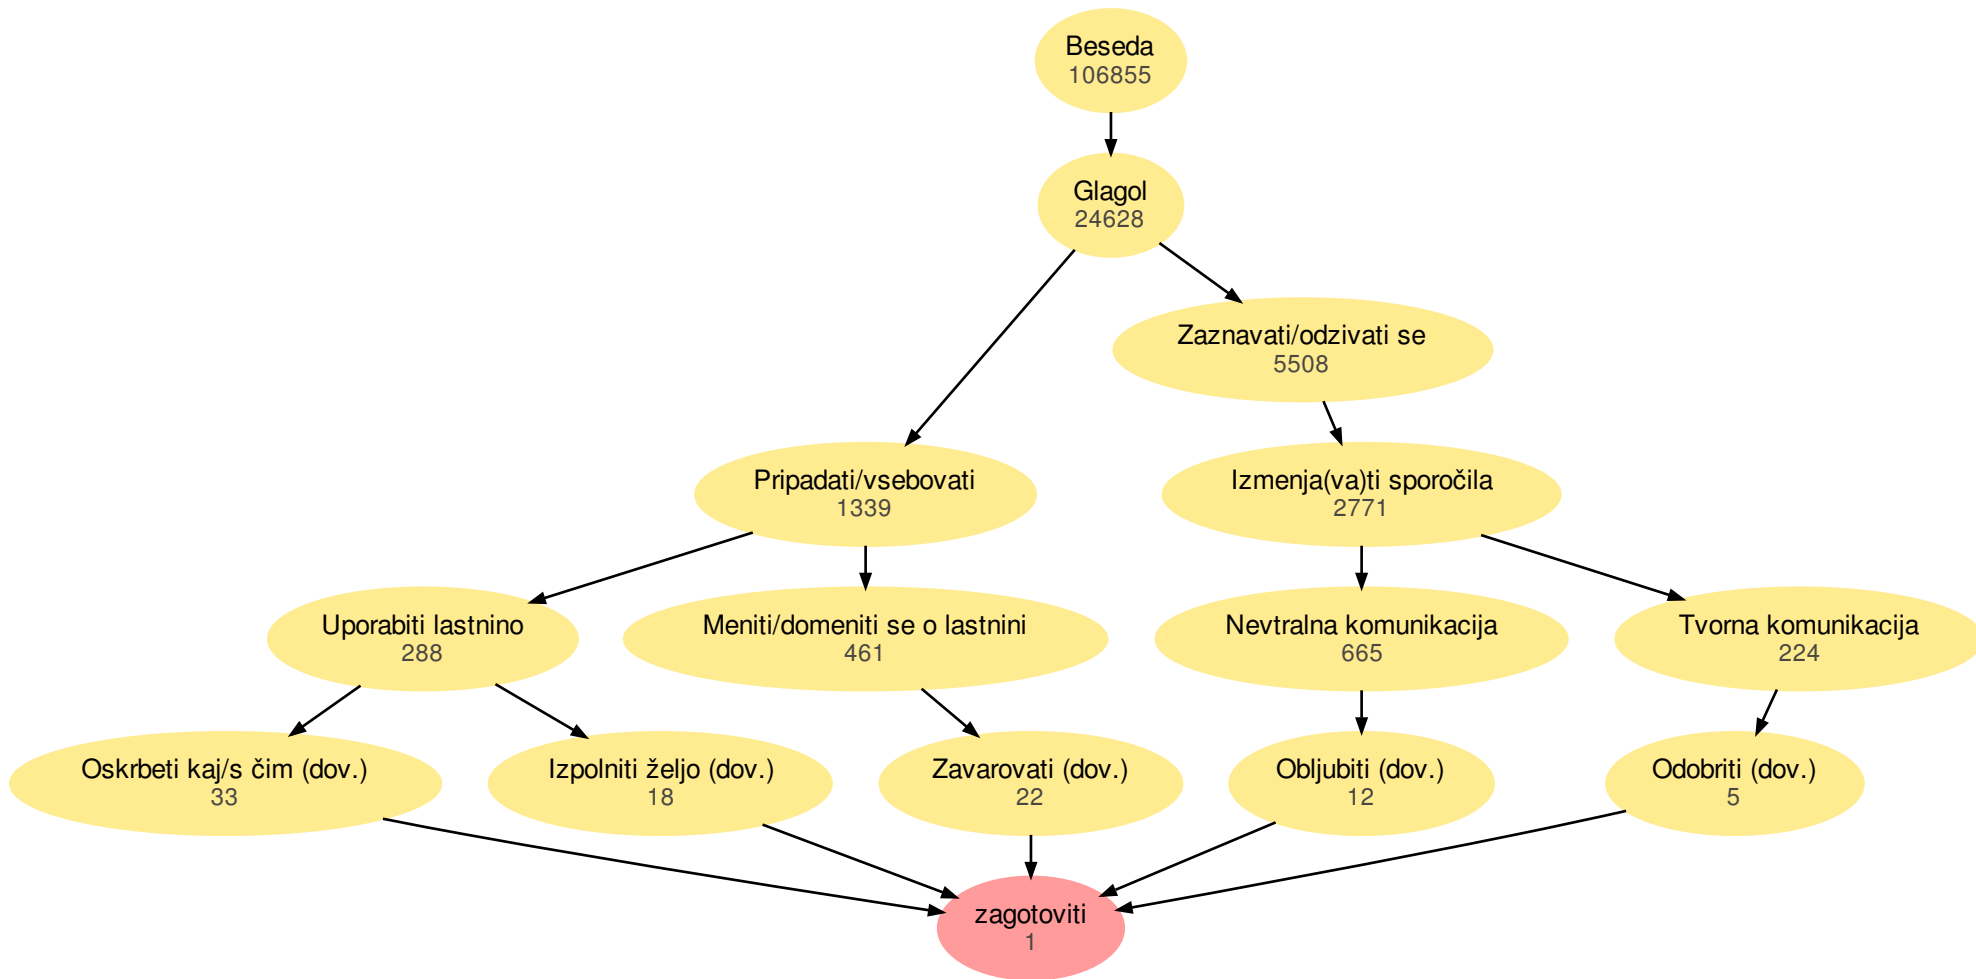 Beseda
106855
Glagol
24628
Zaznavati/odzivati se
5508
Pripadati/vsebovati
1339
Izmenja(va)ti sporočila
2771
Uporabiti lastnino
288
Meniti/domeniti se o lastnini
461
Nevtralna komunikacija
665
Tvorna komunikacija
224
Oskrbeti kaj/s čim (dov.)
33
Izpolniti željo (dov.)
18
Zavarovati (dov.)
22
Obljubiti (dov.)
12
Odobriti (dov.)
5
zagotoviti
1